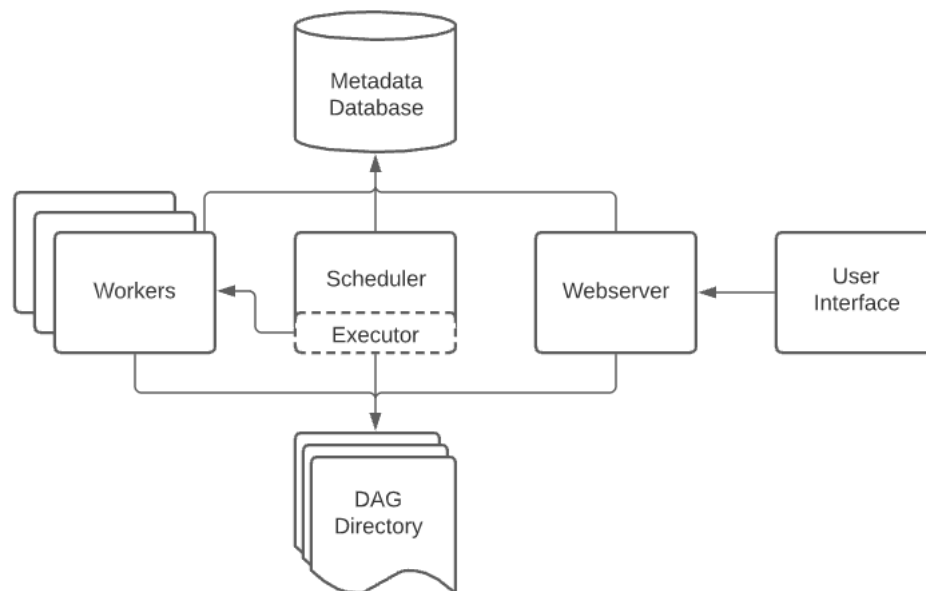 Metadata
Database
Workers
Scheduler
Executor
Webserver
User
Interface
DAG
Directory